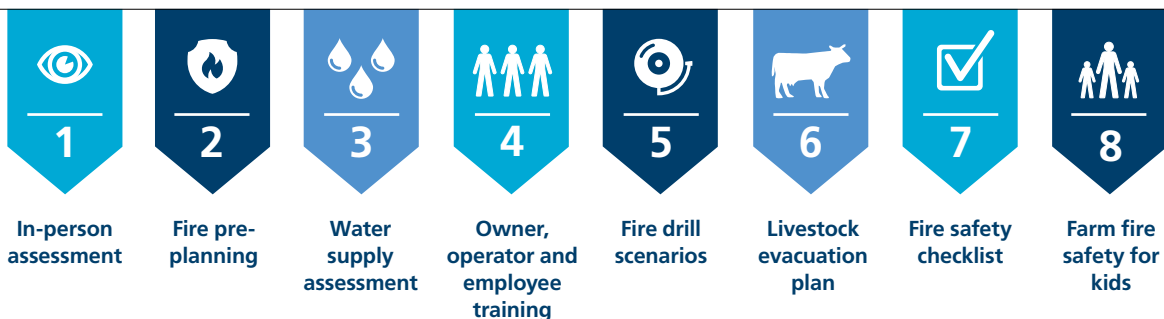 1
In-person
assessment
2
Fire pre-
planning
3
Water
supply
assessment
4
Owner,
operator and
employee
training
5
Fire drill
scenarios
6
Livestock
evacuation
plan
7
Fire safety
checklist
8
Farm fire
safety for
kids